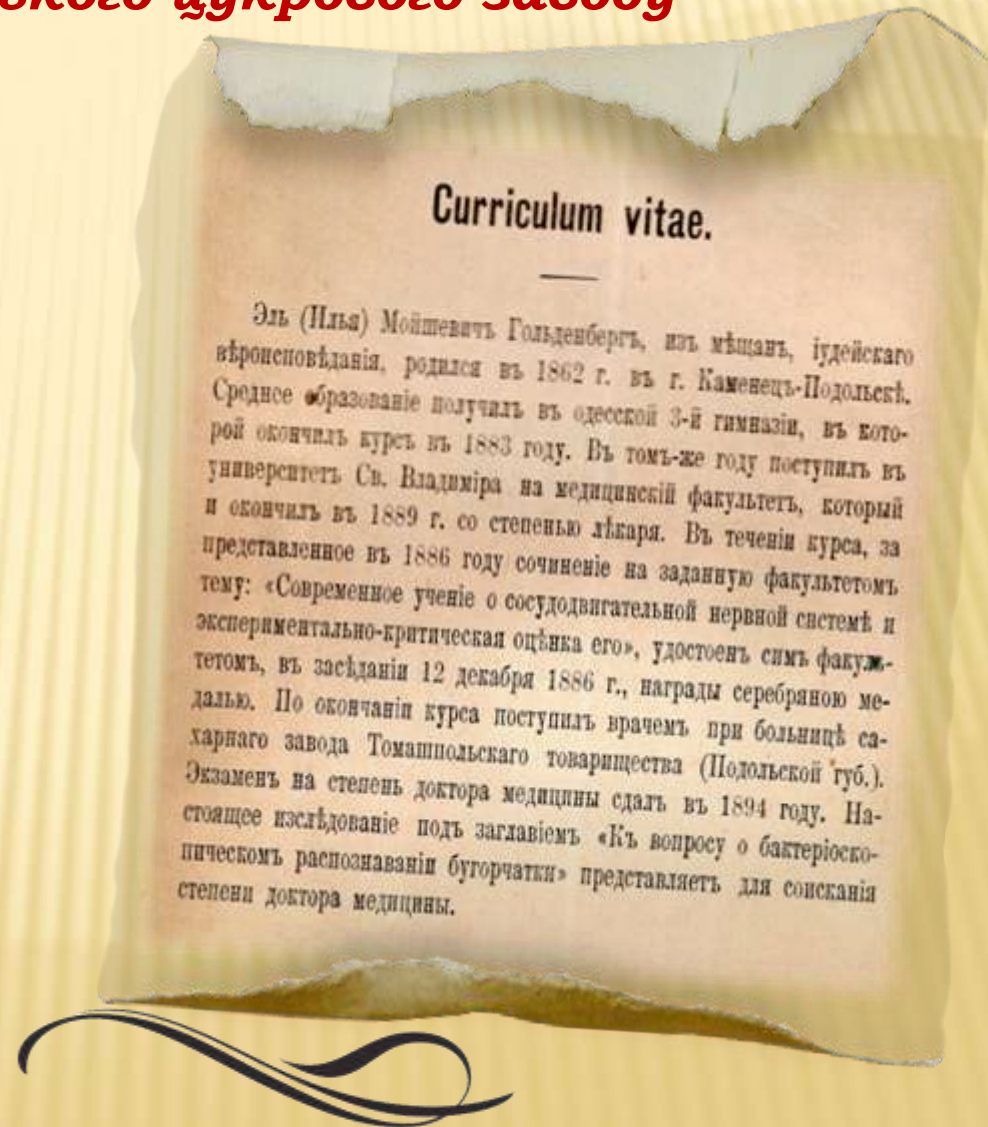 цукрового заводу
Curriculum vitae.
Эль (Илья) Мойшевичъ Гольденбергъ, изъ мѣщанъ, іудейскаго
вѣроисповѣданія, родился въ 1862 г. въ г. Каменецъ-Подольскѣ.
Среднее образованіе получилъ въ одесской 3-й гимназіи, въ кото-
рой окончилъ курсъ въ 1883 году. Въ томъ-же году поступилъ въ
университетъ Св. Владиміра на медицинскій факультетъ, который
и окончилъ въ 1889 г. со степенью лѣкаря. Въ теченіи курса, за
представленное въ 1886 году сочиненіе на заданную факультетомъ
тему: «Современное ученіе о сосудодвигательной нервной системѣ и
экспериментально-критическая оцѣнка его», удостоенъ симъ факуль-
тетомъ, въ засѣданіи 12 декабря 1886 г., награды серебряною ме-
далью. По окончаніи курса поступилъ врачемъ при больницѣ са-
харнаго завода Томашпольскаго товарищества (Подольской губ.).
Экзаменъ на степень доктора медицины сдалъ въ 1894 году. На-
стоящее изслѣдованіе подъ заглавіемъ «Къ вопросу о бактеріоско-
пическомъ распознаваніи бугорчатки» представляетъ для соисканія
степени доктора медицины.